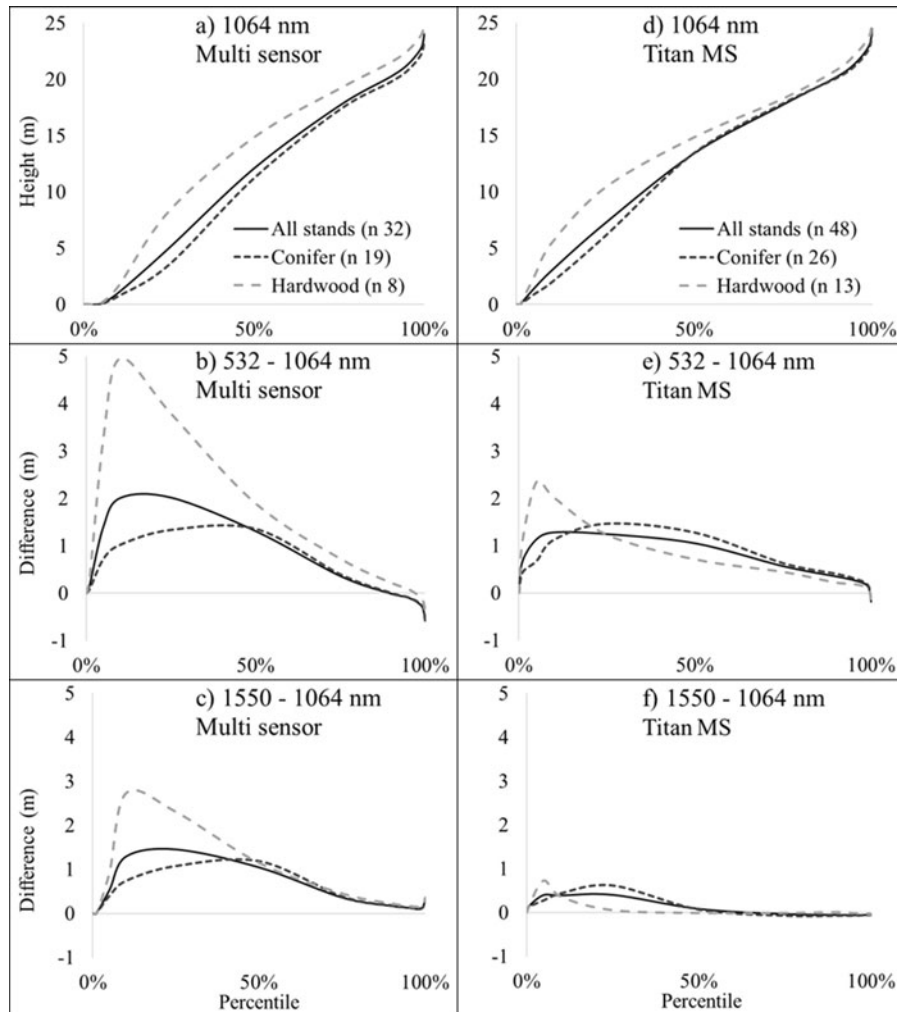 a) 1064 nm
Multi sensor
25
20
15
10
5
0
Height (m)
All stands (n 32)
Conifer (n 19)
Hardwood (n 8)
0%
50%
100%
d) 1064 nm
Titan MS
25
20
15
10
5
0
All stands (n 48)
Conifer (n 26)
Hardwood (n 13)
0%
50%
100%
b) 532 - 1064 nm
Multi sensor
5
4
3
2
1
0
-1
Difference (m)
0%
50%
100%
e) 532 - 1064 nm
Titan MS
5
4
3
2
1
0
-1
0%
50%
100%
c) 1550 - 1064 nm
Multi sensor
5
4
3
2
1
0
-1
Difference (m)
0%
50%
100%
Percentile
f) 1550 - 1064 nm
Titan MS
5
4
3
2
1
0
-1
0%
50%
100%
Percentile